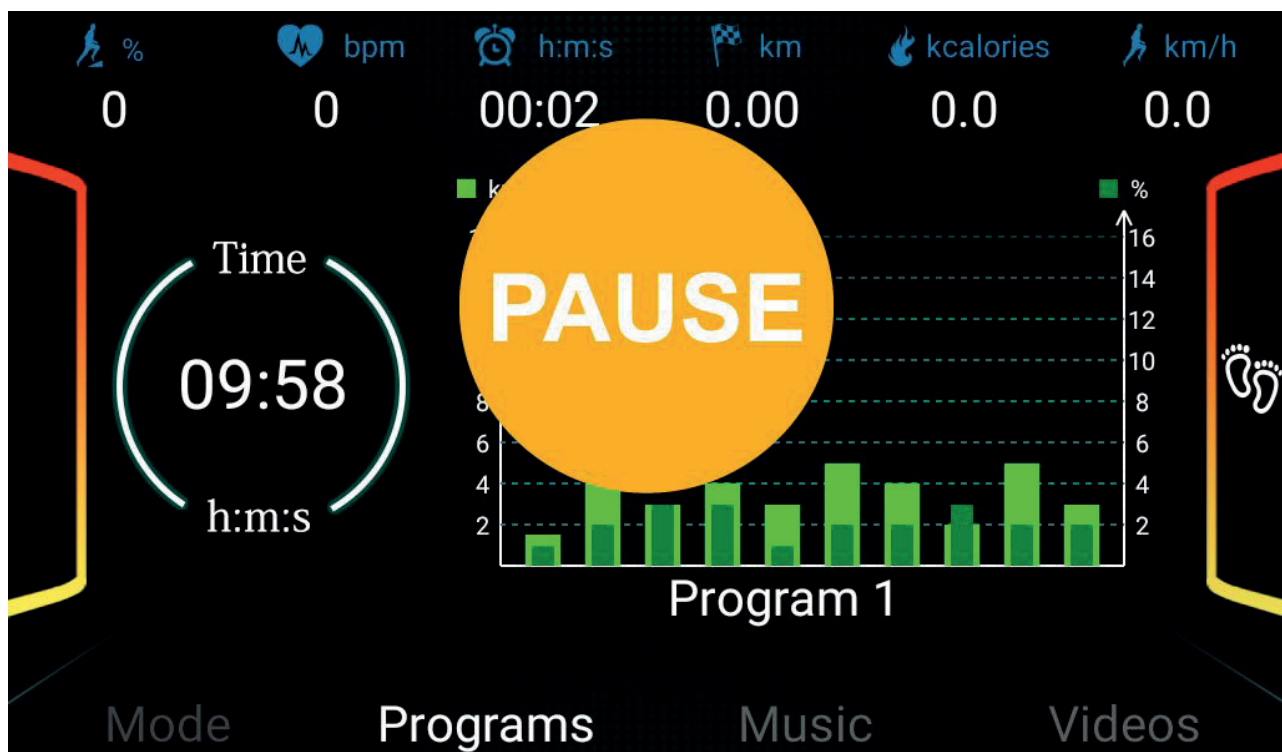 % bpm h:m:s km kcalories km/h
0 0 00:02 0.00 0.0 0.0
k %
Time
09:58
h:m:s
PAUSE
16
14
12
10
8 8
6 6
4 4
2 2
Program 1
Mode Programs Music Videos